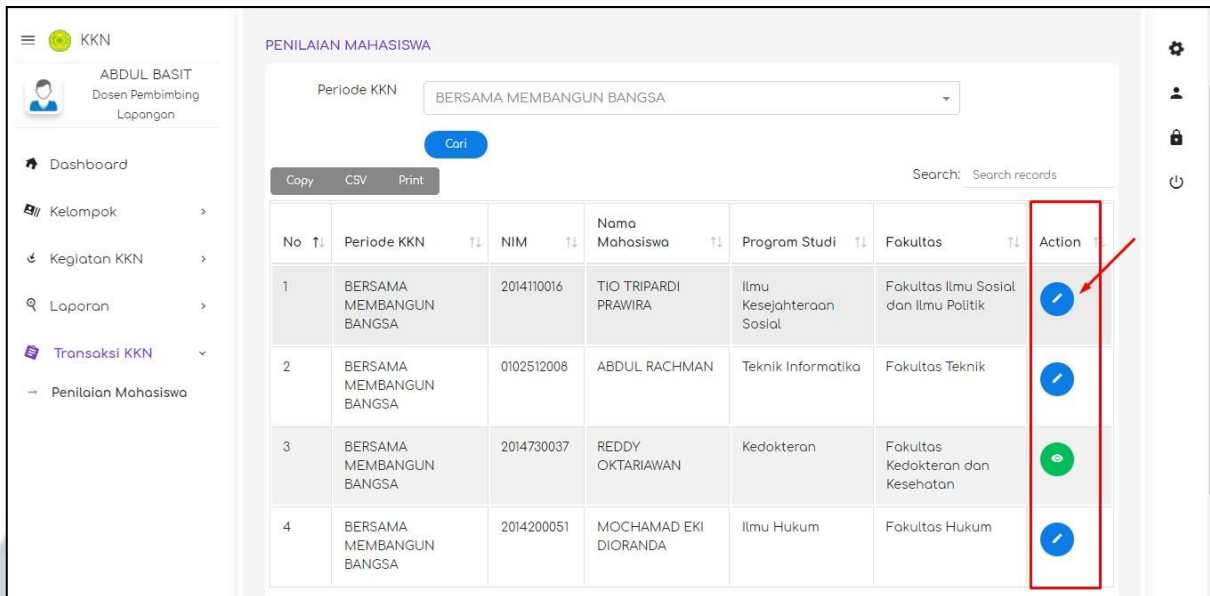 KKN
ABDUL BASIT
Dosen Pembimbing
Lapangan
Dashboard
Kelompok
Kegiatan KKN
Laporan
Transaksi KKN
Penilaian Mahasiswa
PENILAIAN MAHASISWA
Periode KKN
BERSAMA MEMBANGUN BANGSA
Cari
Copy CSV Print
Search: Search records
No Periode KKN NIM Nama Mahasiswa Program Studi Fakultas Action
1 BERSAMA MEMBANGUN BANGSA 2014110016 TIO TRIPARDI PRAWIRA Ilmu Kesejahteraan Sosial Fakultas Ilmu Sosial dan Ilmu Politik
2 BERSAMA MEMBANGUN BANGSA 0102512008 ABDUL RACHMAN Teknik Informatika Fakultas Teknik
3 BERSAMA MEMBANGUN BANGSA 2014730037 REDDY OKTARIAWAN Kedokteran Fakultas Kedokteran dan Kesehatan
4 BERSAMA MEMBANGUN BANGSA 2014200051 MOCHAMAD EKI DIORANDA Ilmu Hukum Fakultas Hukum